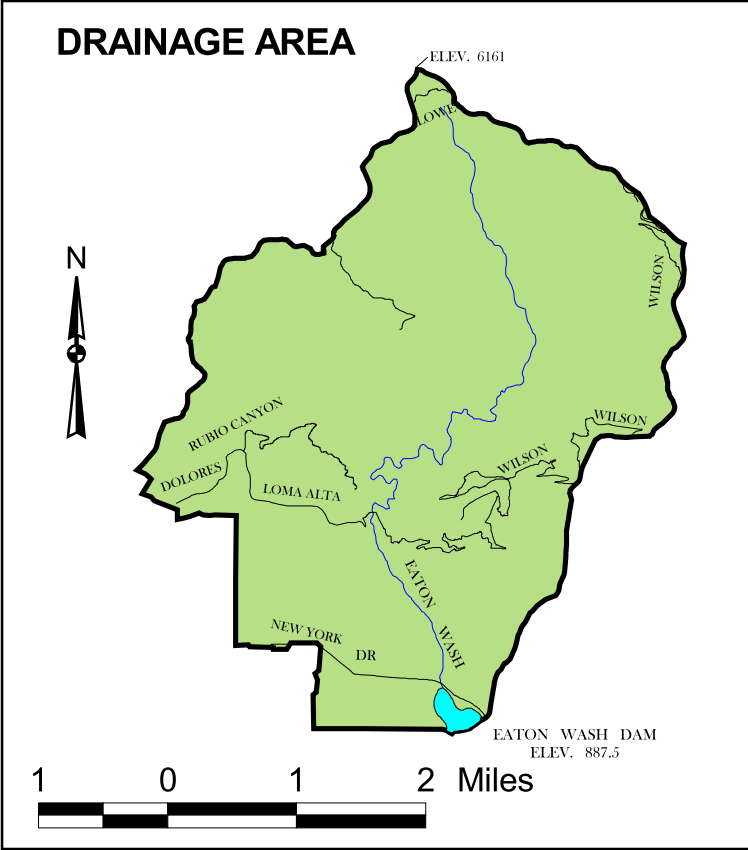 DRAINAGE AREA
ELEV. 6161
LOWE
N
WILSON
WILSON
RUBIO CANYON
WILSON
DOLORES
LOMA ALTA
EATON WASH
NEW YORK DR
EATON WASH DAM
ELEV. 887.5
1 0 1 2 Miles